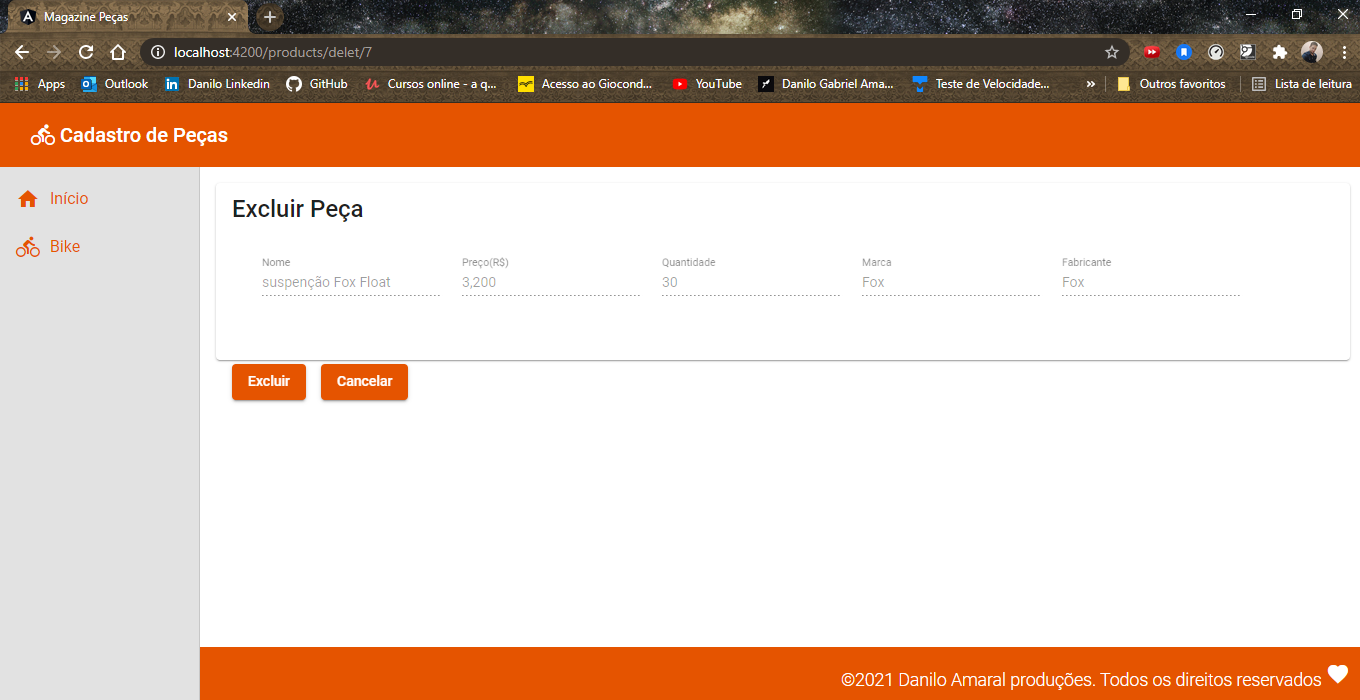 Magazine Peças
localhost:4200/products/delet/7
Apps Outlook Danilo Linkedin GitHub Cursos online - a q... Acesso ao Giocond... YouTube Danilo Gabriel Ama... Teste de Velocidade... » Outros favoritos Lista de leitura
Cadastro de Peças
Início
Bike
Excluir Peça
Nome Preço(R$) Quantidade Marca Fabricante
suspenção Fox Float 3,200 30 Fox Fox
Excluir Cancelar
©2021 Danilo Amaral produções. Todos os direitos reservados